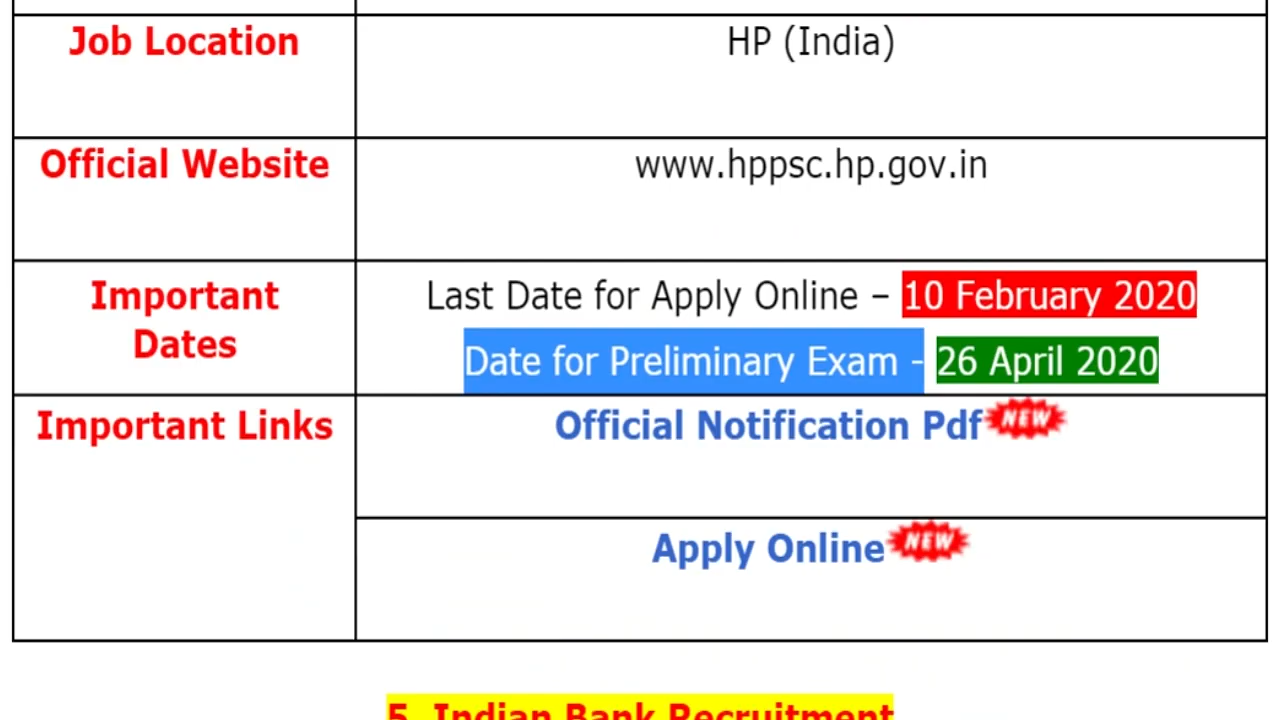 Job Location
HP (India)
Official Website
www.hppsc.hp.gov.in
Important
Dates
Last Date for Apply Online – 10 February 2020
Date for Preliminary Exam - 26 April 2020
Important Links
Official Notification Pdf NEW
Apply Online NEW
5. Indian Bank Recruitment